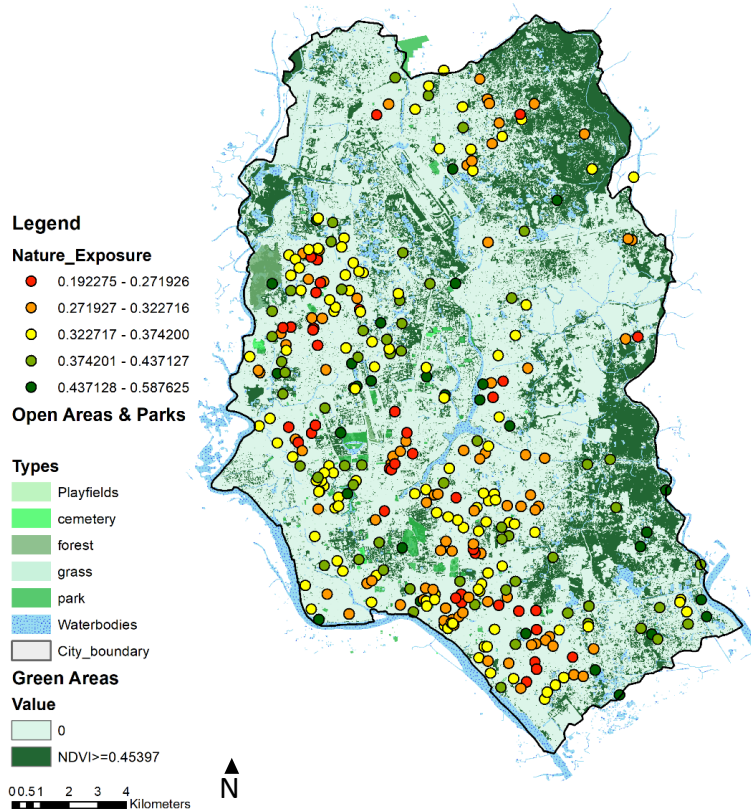 Legend
Nature_Exposure
0.192275 - 0.271926
0.271927 - 0.322716
0.322717 - 0.374200
0.374201 - 0.437127
0.437128 - 0.587625
Open Areas & Parks
Types
Playfields
cemetery
forest
grass
park
Waterbodies
City_boundary
Green Areas
Value
0
NDVI>=0.45397
0 0.5 1 2 3 4
Kilometers
N